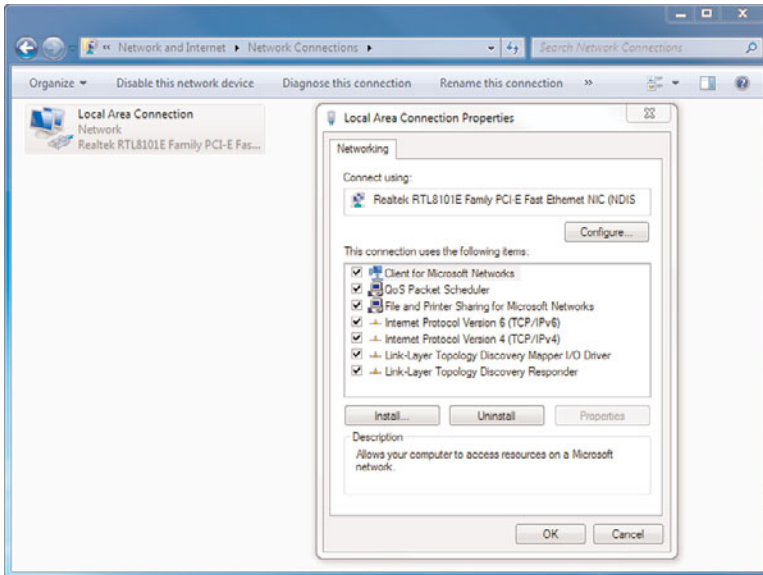 « Network and Internet ▸ Network Connections ▸
Search Network Connections
Organize ▾ Disable this network device Diagnose this connection Rename this connection »
Local Area Connection
Network
Realtek RTL8101E Family PCI-E Fas...
Local Area Connection Properties
Networking
Connect using:
Realtek RTL8101E Family PCI-E Fast Ethernet NIC (NDIS
Configure...
This connection uses the following items:
Client for Microsoft Networks
QoS Packet Scheduler
File and Printer Sharing for Microsoft Networks
Internet Protocol Version 6 (TCP/IPv6)
Internet Protocol Version 4 (TCP/IPv4)
Link-Layer Topology Discovery Mapper I/O Driver
Link-Layer Topology Discovery Responder
Install... Uninstall Properties
Description
Allows your computer to access resources on a Microsoft
network.
OK Cancel